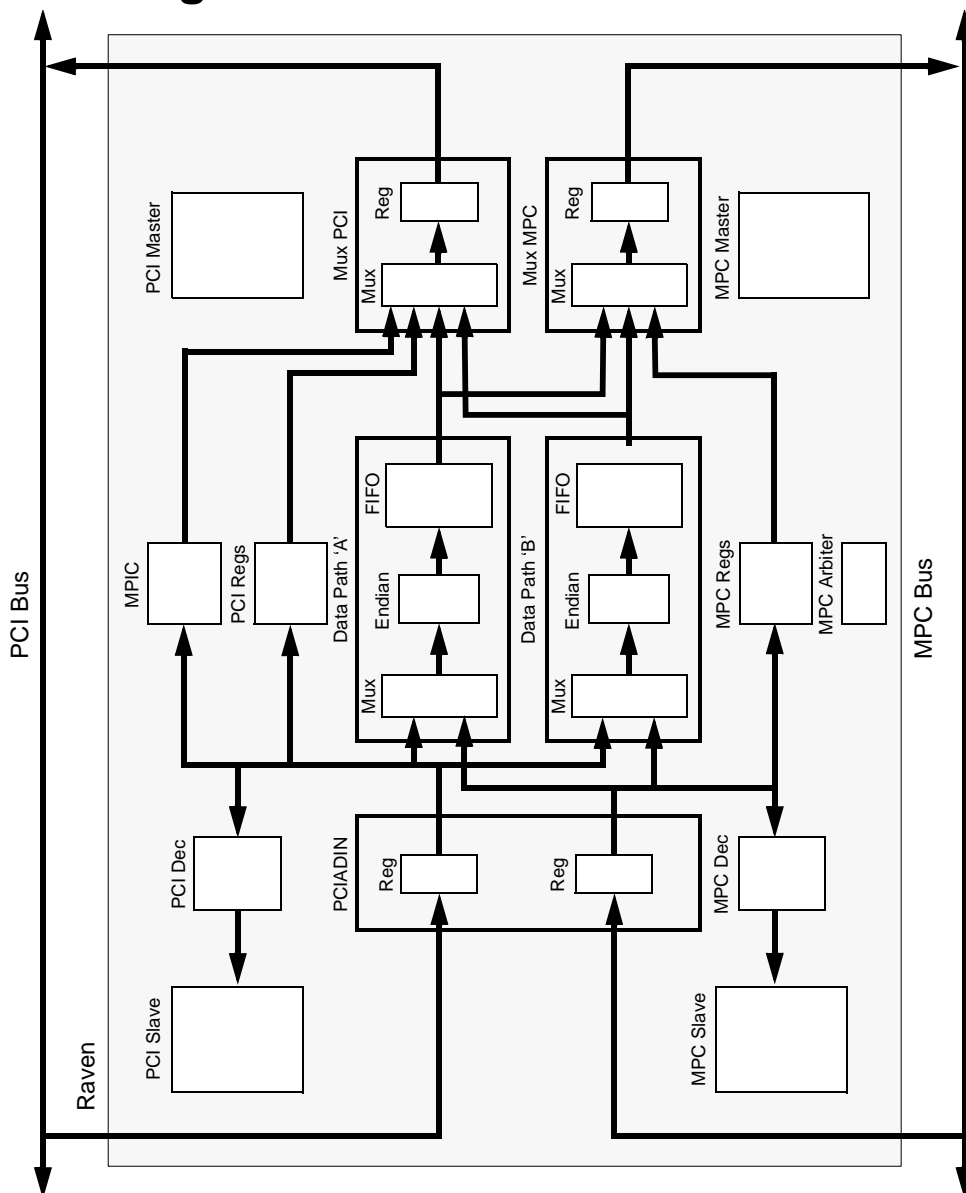 PCI Bus
Raven
PCI Slave
PCI Dec
MPIC
PCI Regs
PCI Master
PCIADIN
Reg
Reg
Data Path 'A'
Mux
Endian
FIFO
Mux PCI
Mux
Reg
Data Path 'B'
Mux
Endian
FIFO
Mux MPC
Mux
Reg
MPC Slave
MPC Dec
MPC Regs
MPC Arbiter
MPC Master
MPC Bus